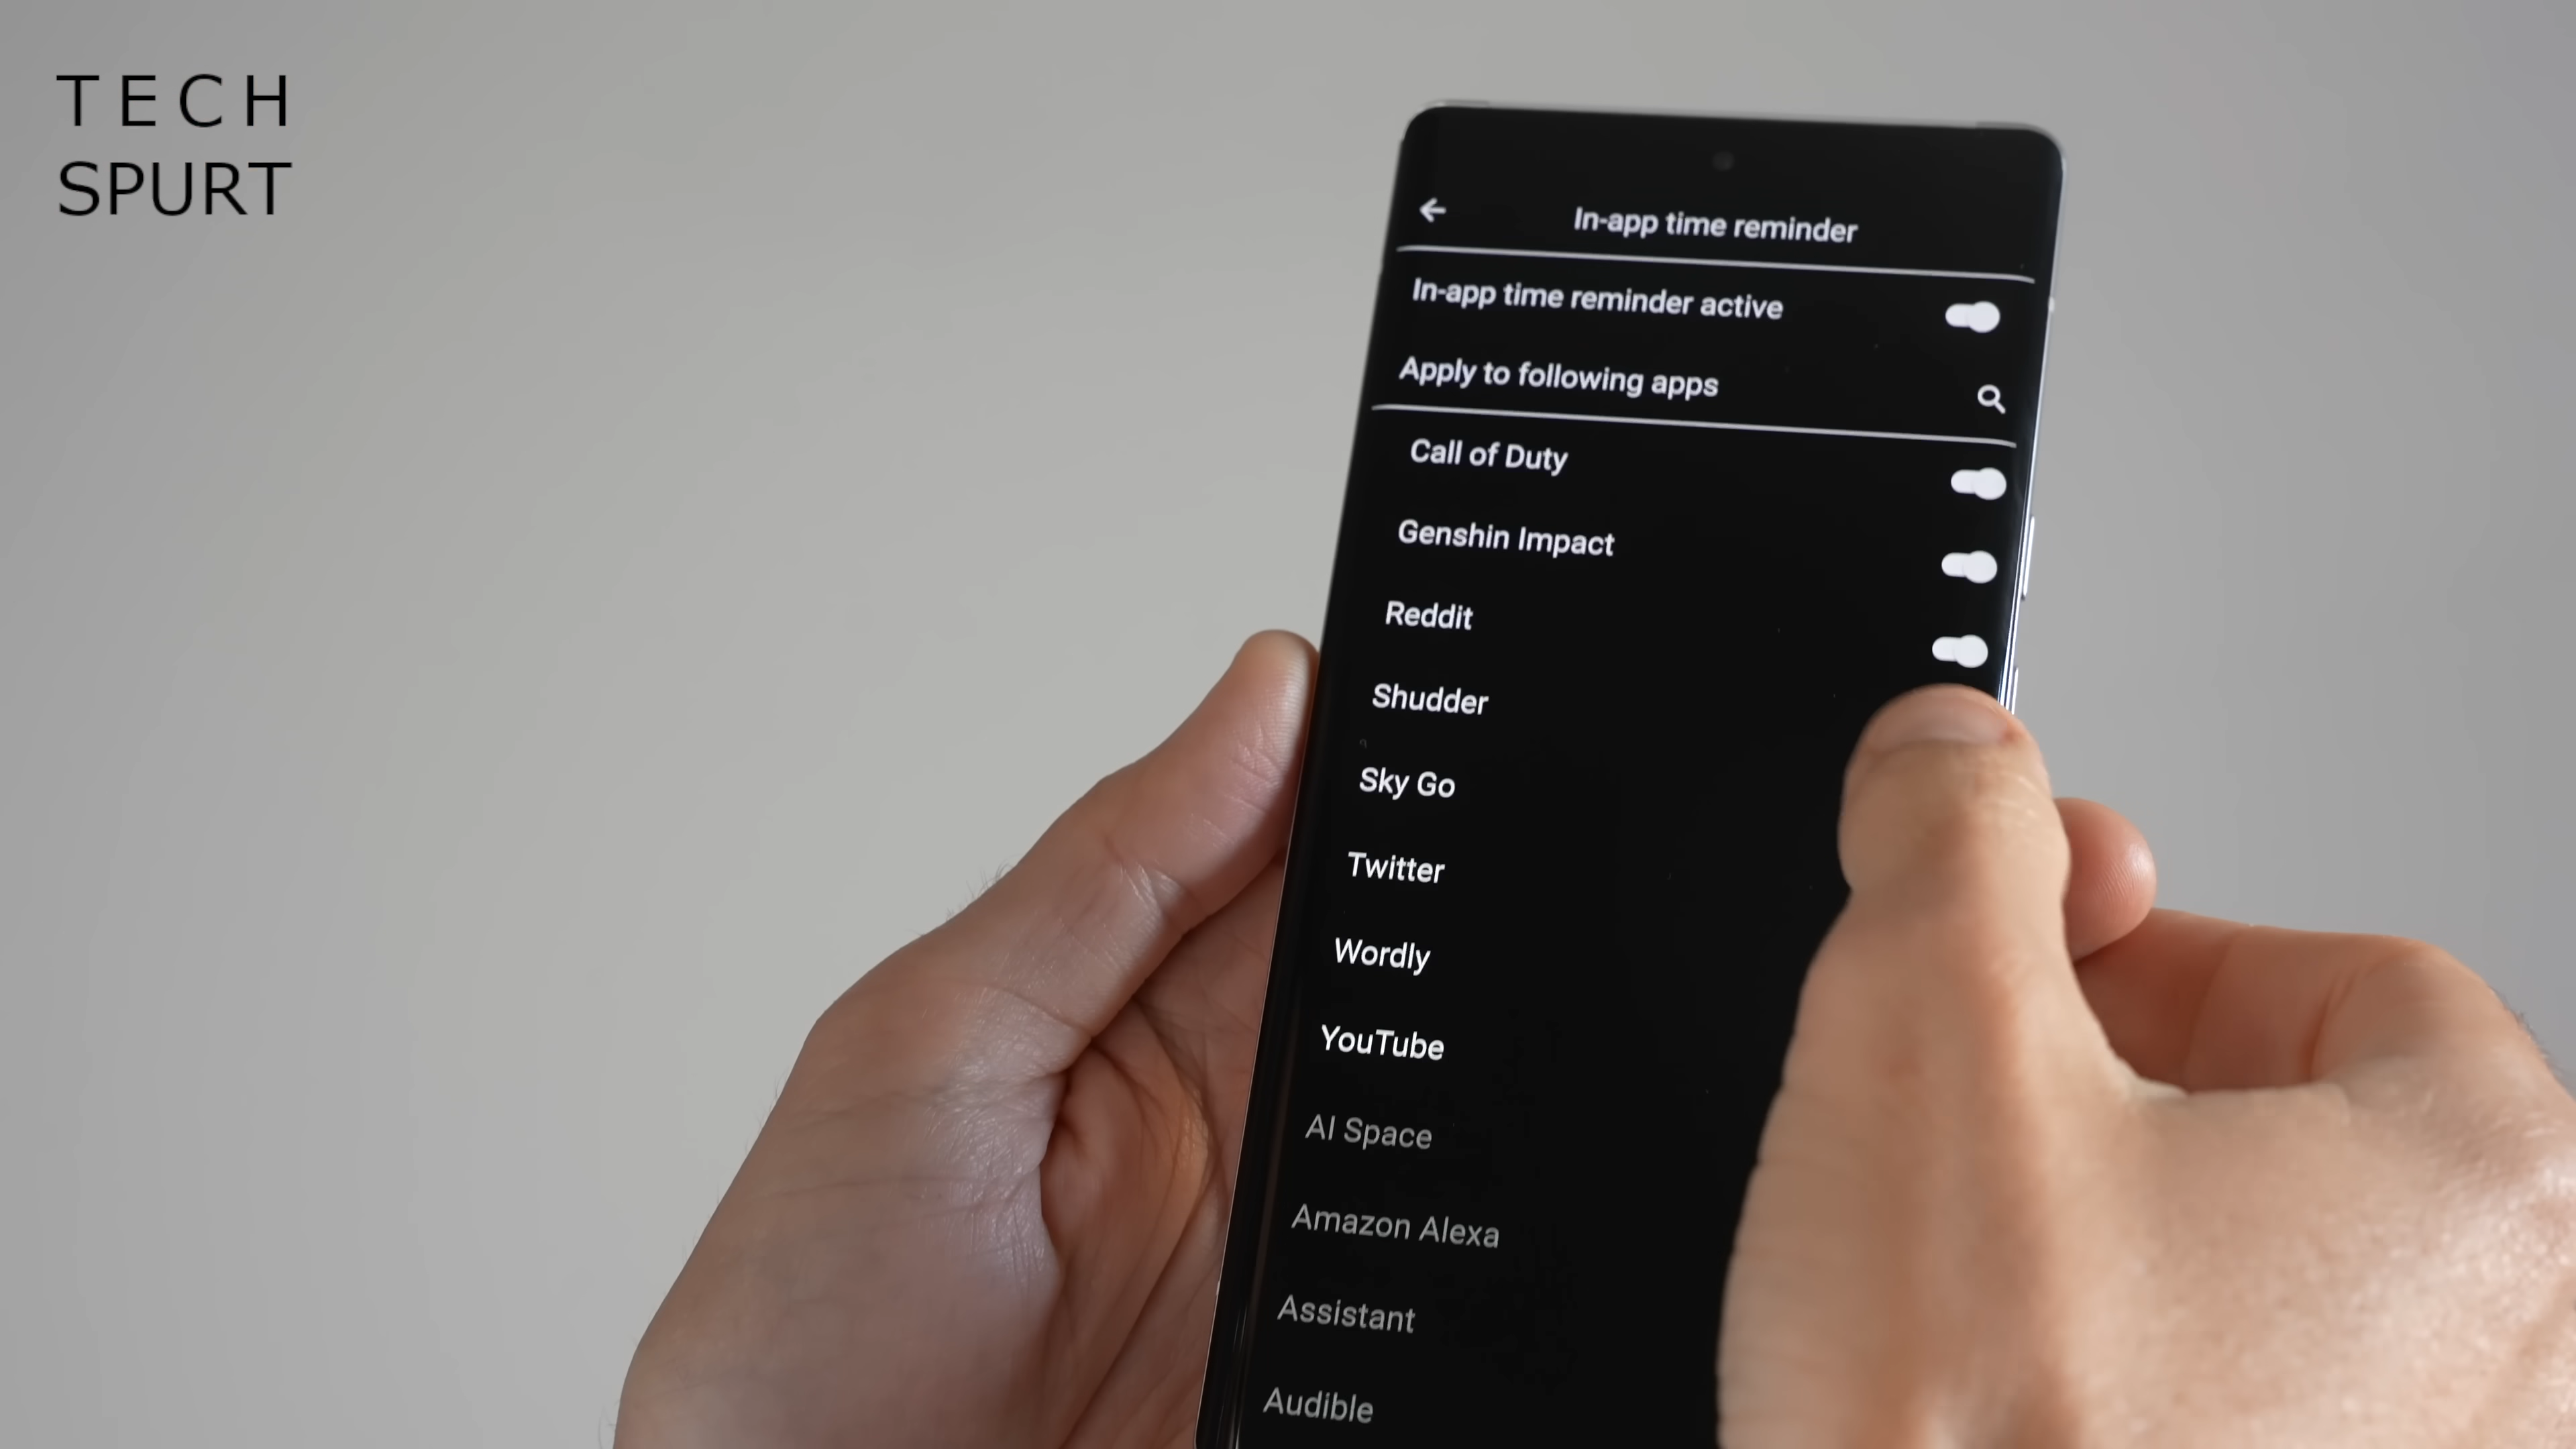 TECH
SPURT
In-app time reminder
In-app time reminder active
Apply to following apps
Call of Duty
Genshin Impact
Reddit
Shudder
Sky Go
Twitter
Wordly
YouTube
AI Space
Amazon Alexa
Assistant
Audible